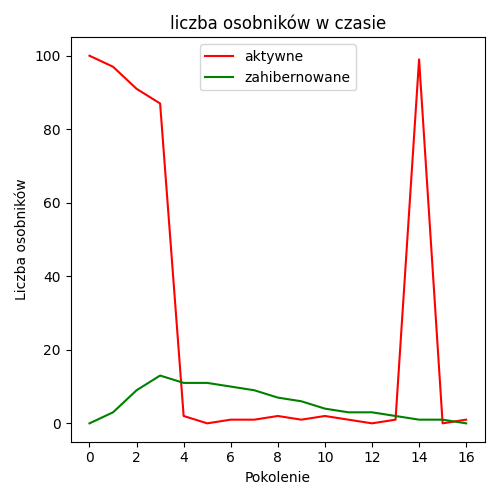 liczba osobników w czasie
aktywne
zahibernowane
Liczba osobników
100
80
60
40
20
0
0 2 4 6 8 10 12 14 16
Pokolenie